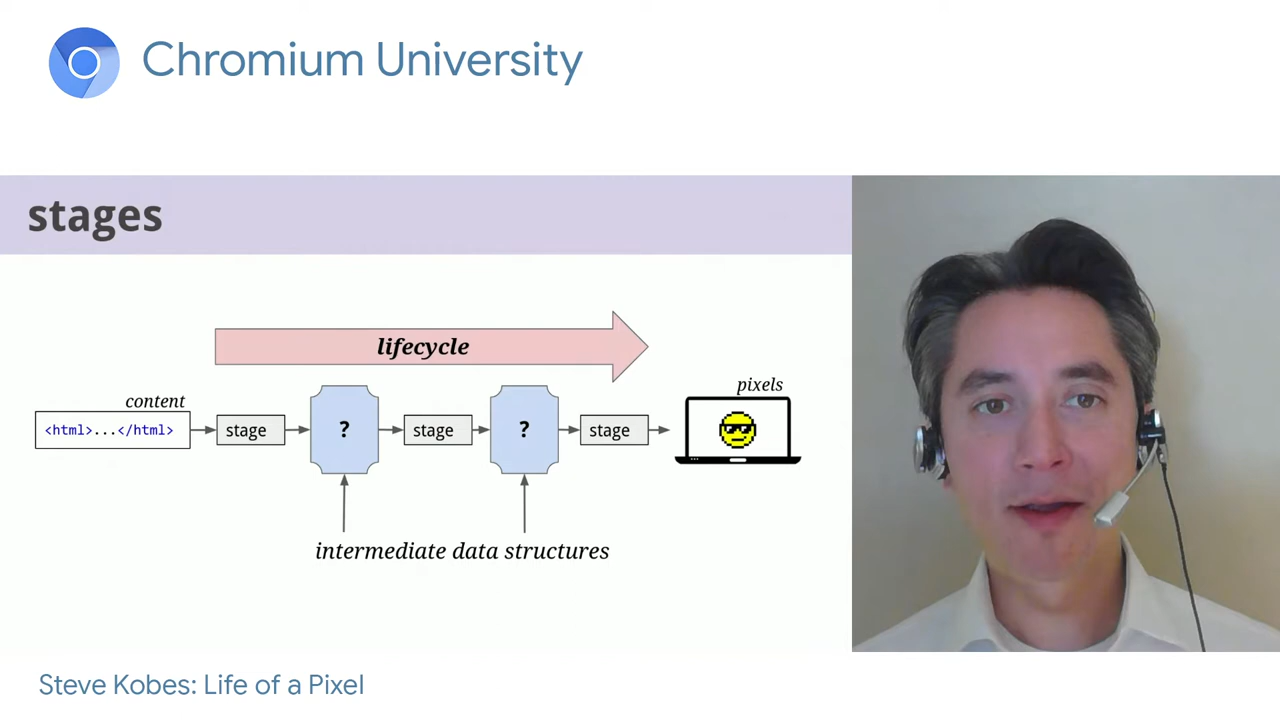 Chromium University
stages
lifecycle
content
pixels
<html>...</html>
stage
?
stage
?
stage
intermediate data structures
Steve Kobes: Life of a Pixel